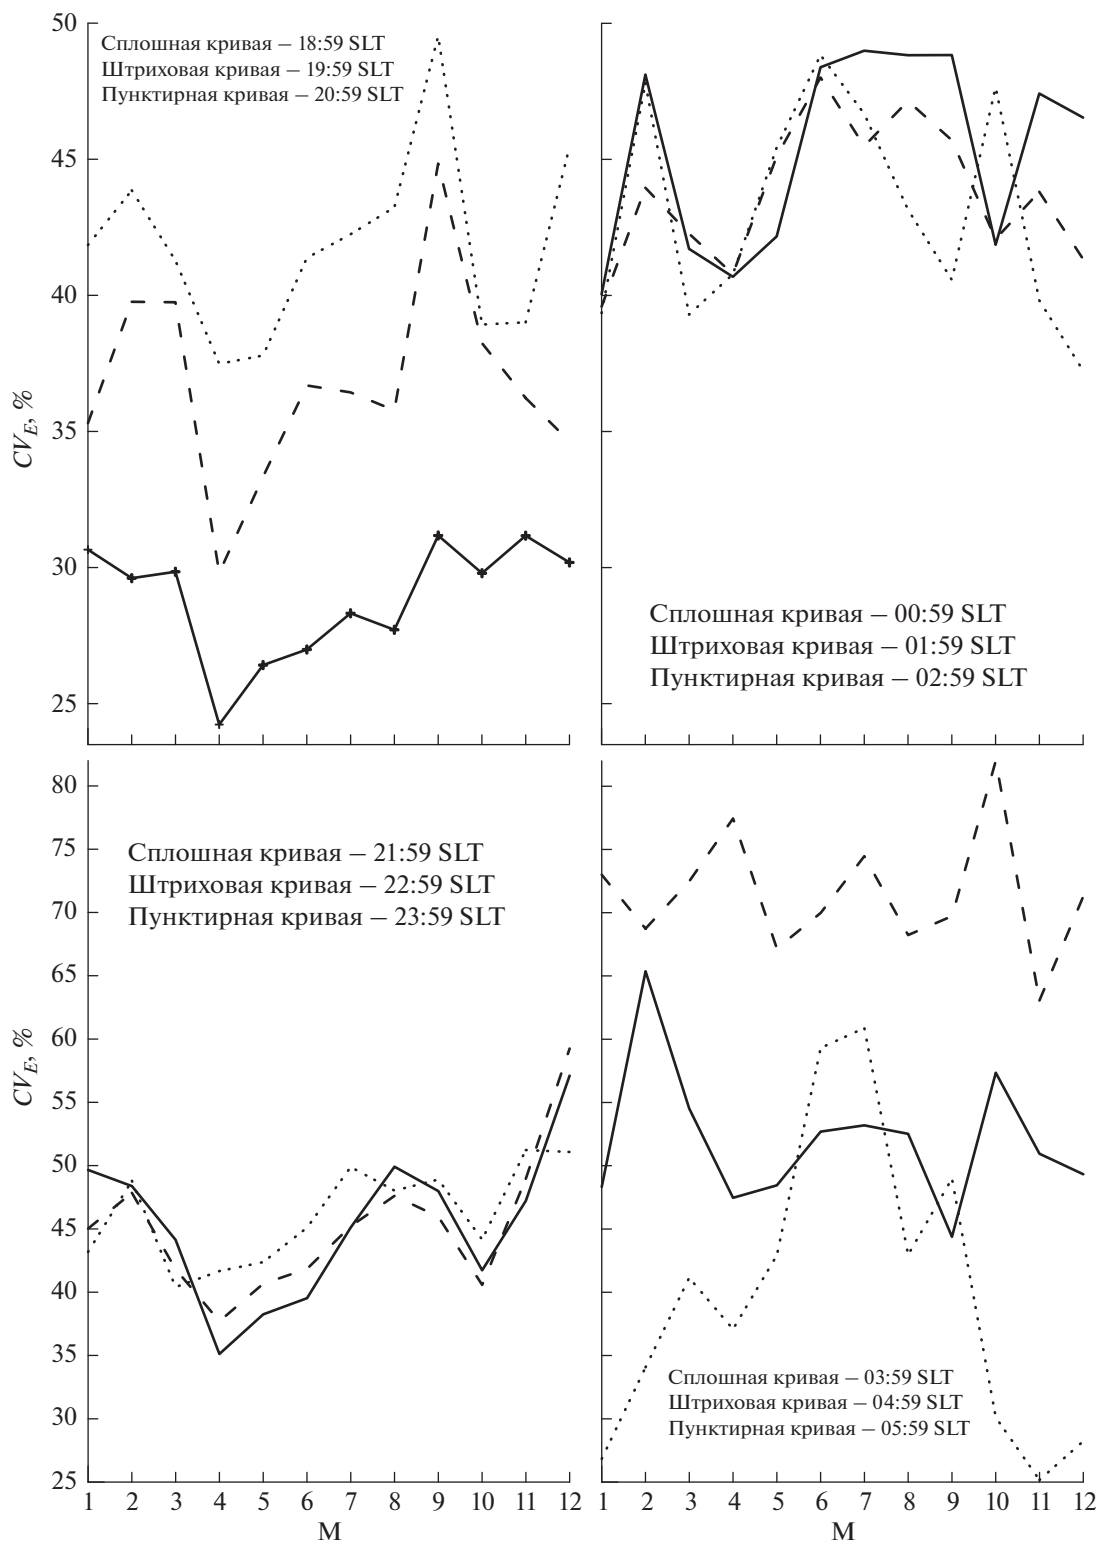 50
45
40
35
30
25
CV_E, %
Сплошная кривая – 18:59 SLT
Штриховая кривая – 19:59 SLT
Пунктирная кривая – 20:59 SLT
Сплошная кривая – 00:59 SLT
Штриховая кривая – 01:59 SLT
Пунктирная кривая – 02:59 SLT
80
75
70
65
60
55
50
45
40
35
30
25
CV_E, %
Сплошная кривая – 21:59 SLT
Штриховая кривая – 22:59 SLT
Пунктирная кривая – 23:59 SLT
1 2 3 4 5 6 7 8 9 10 11 12
М
Сплошная кривая – 03:59 SLT
Штриховая кривая – 04:59 SLT
Пунктирная кривая – 05:59 SLT
1 2 3 4 5 6 7 8 9 10 11 12
М